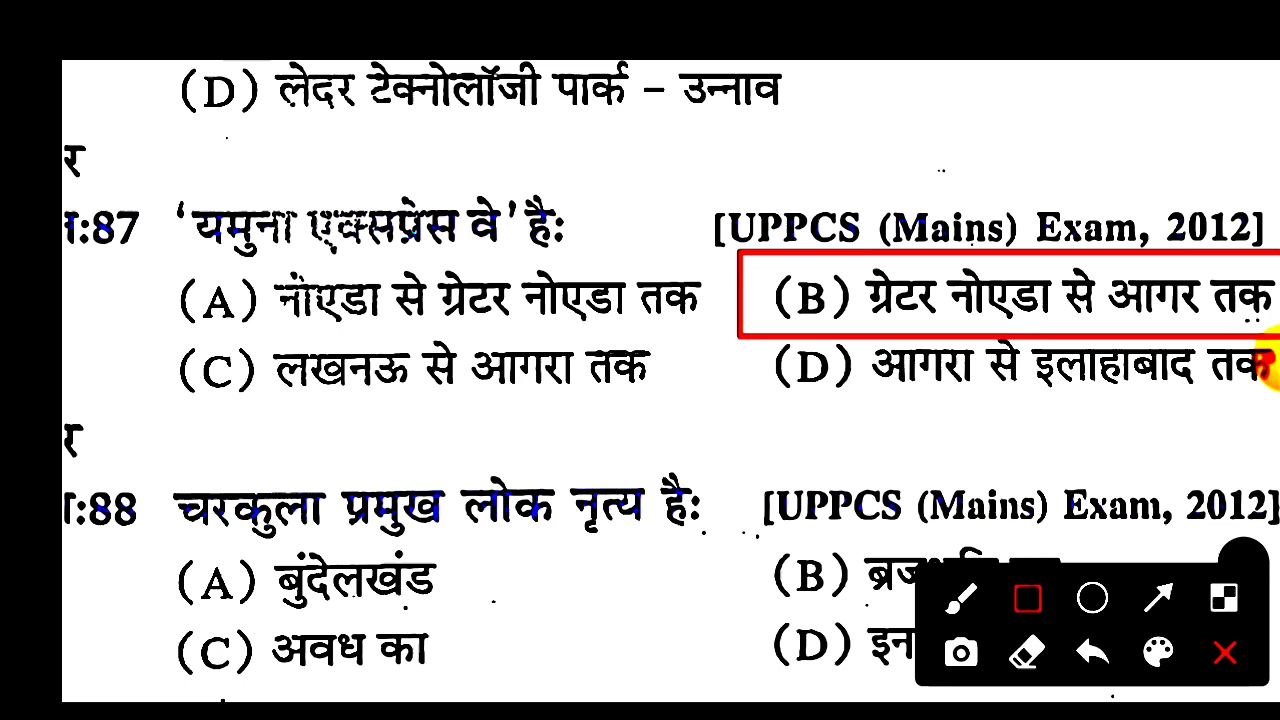 (D) लेदर टेक्नोलॉजी पार्क – उन्नाव
र
:87 'यमुना एक्सप्रेस वे' है: [UPPCS (Mains) Exam, 2012]
(A) नोएडा से ग्रेटर नोएडा तक (B) ग्रेटर नोएडा से आगर तक
(C) लखनऊ से आगरा तक (D) आगरा से इलाहाबाद तक
र
:88 चरकुला प्रमुख लोक नृत्य है: [UPPCS (Mains) Exam, 2012]
(A) बुंदेलखंड (B)
(C) अवध का (D)